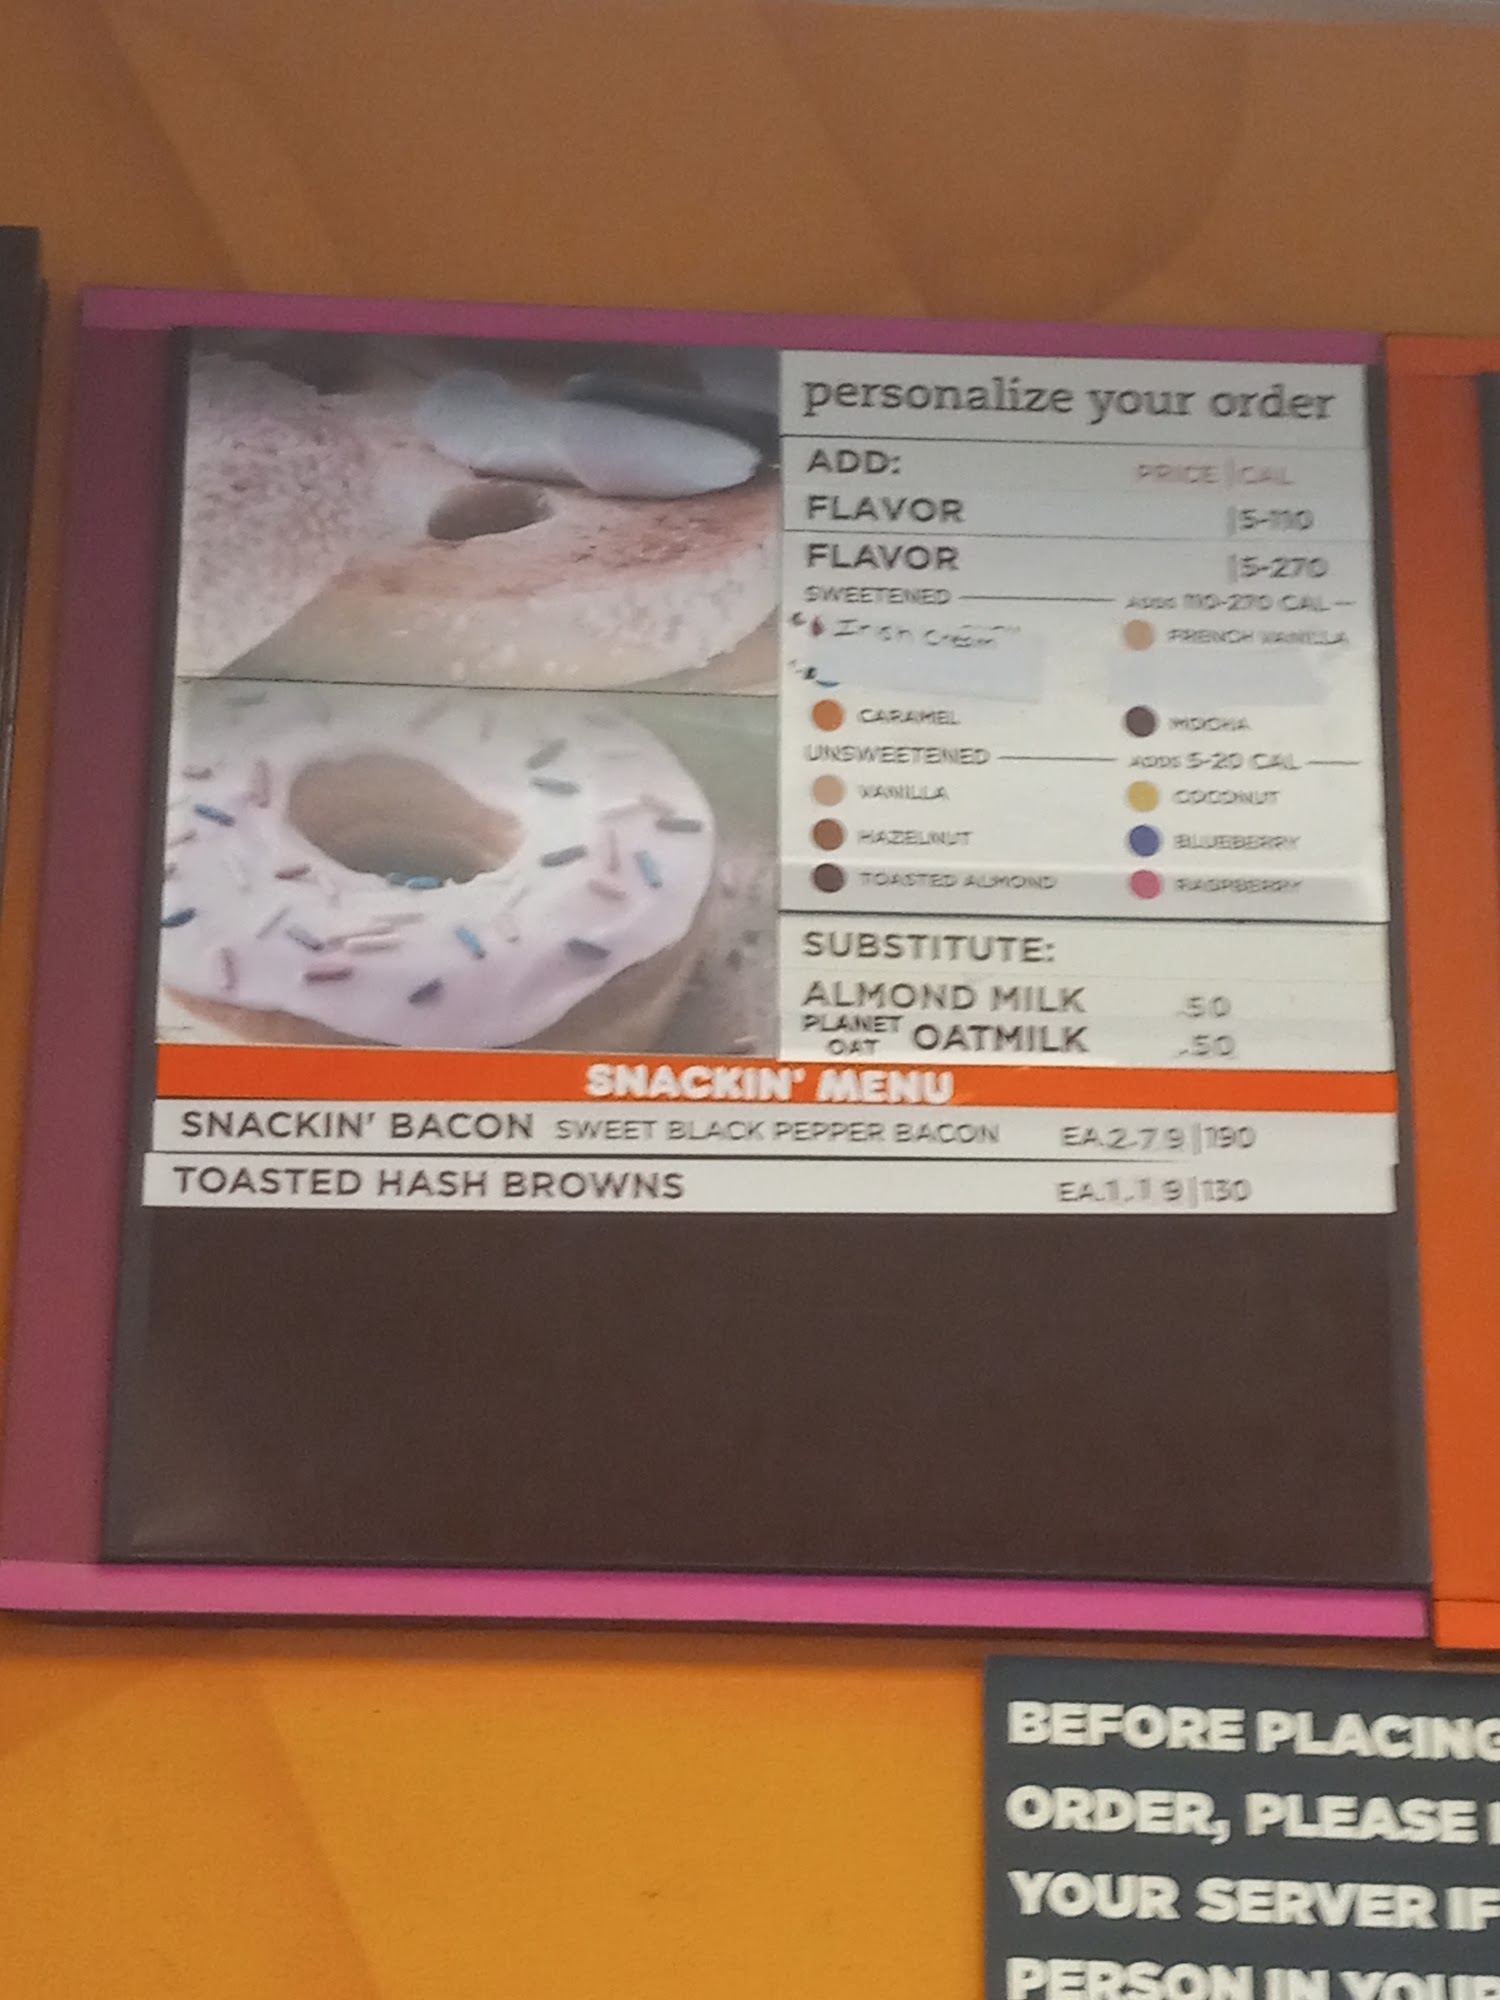 personalize your order
ADD: PRICE | CAL
FLAVOR |5-110
FLAVOR |5-270
SWEETENED ADDS 110-270 CAL
Irish Cream FRENCH VANILLA
CARAMEL MOCHA
UNSWEETENED ADDS 5-20 CAL
VANILLA COCONUT
HAZELNUT BLUEBERRY
TOASTED ALMOND RASPBERRY
SUBSTITUTE:
ALMOND MILK .50
PLANET OAT OATMILK .50
SNACKIN' MENU
SNACKIN' BACON SWEET BLACK PEPPER BACON EA.2.79|190
TOASTED HASH BROWNS EA.1.19|130
BEFORE PLACING
ORDER, PLEASE
YOUR SERVER IF
PERSON IN YOUR